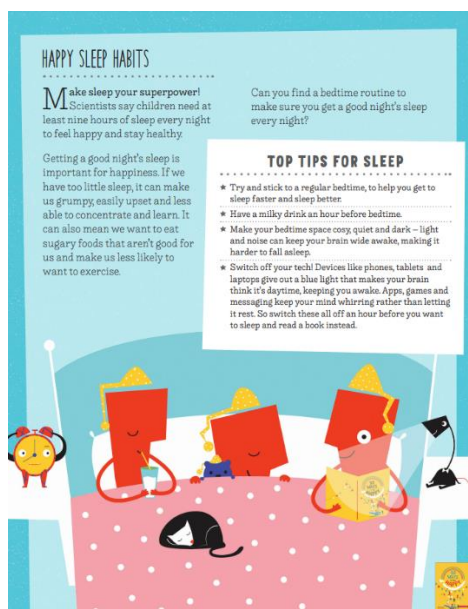 HAPPY SLEEP HABITS
Make sleep your superpower!
Scientists say children need at
least nine hours of sleep every night
to feel happy and stay healthy.
Getting a good night's sleep is
important for happiness. If we
have too little sleep, it can make
us grumpy, easily upset and less
able to concentrate and learn. It
can also mean we want to eat
sugary foods that aren't good for
us and make us less likely to
want to exercise.
Can you find a bedtime routine to
make sure you get a good night's sleep
every night?
TOP TIPS FOR SLEEP
★ Try and stick to a regular bedtime, to help you get to
sleep faster and sleep better.
★ Have a milky drink an hour before bedtime.
★ Make your bedtime space cosy, quiet and dark – light
and noise can keep your brain wide awake, making it
harder to fall asleep.
★ Switch off your tech! Devices like phones, tablets and
laptops give out a blue light that makes your brain
think it's daytime, keeping you awake. Apps, games and
messaging keep your mind whirring rather than letting
it rest. So switch these all off an hour before you want
to sleep and read a book instead.